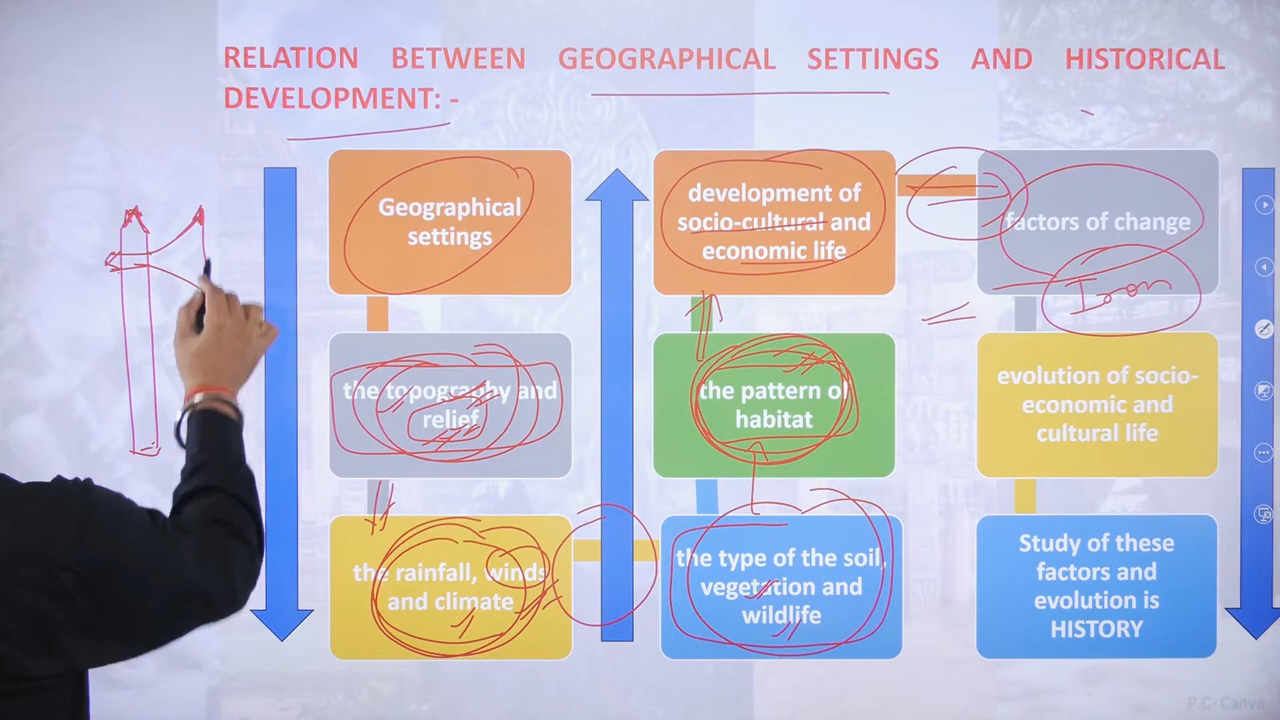 RELATION BETWEEN GEOGRAPHICAL SETTINGS AND HISTORICAL
DEVELOPMENT: -
Geographical
settings
the topography and
relief
the rainfall, winds
and climate
development of
socio-cultural and
economic life
the pattern of
habitat
the type of the soil,
vegetation and
wildlife
factors of change
Iron
evolution of socio-
economic and
cultural life
Study of these
factors and
evolution is
HISTORY
P.C- Canva